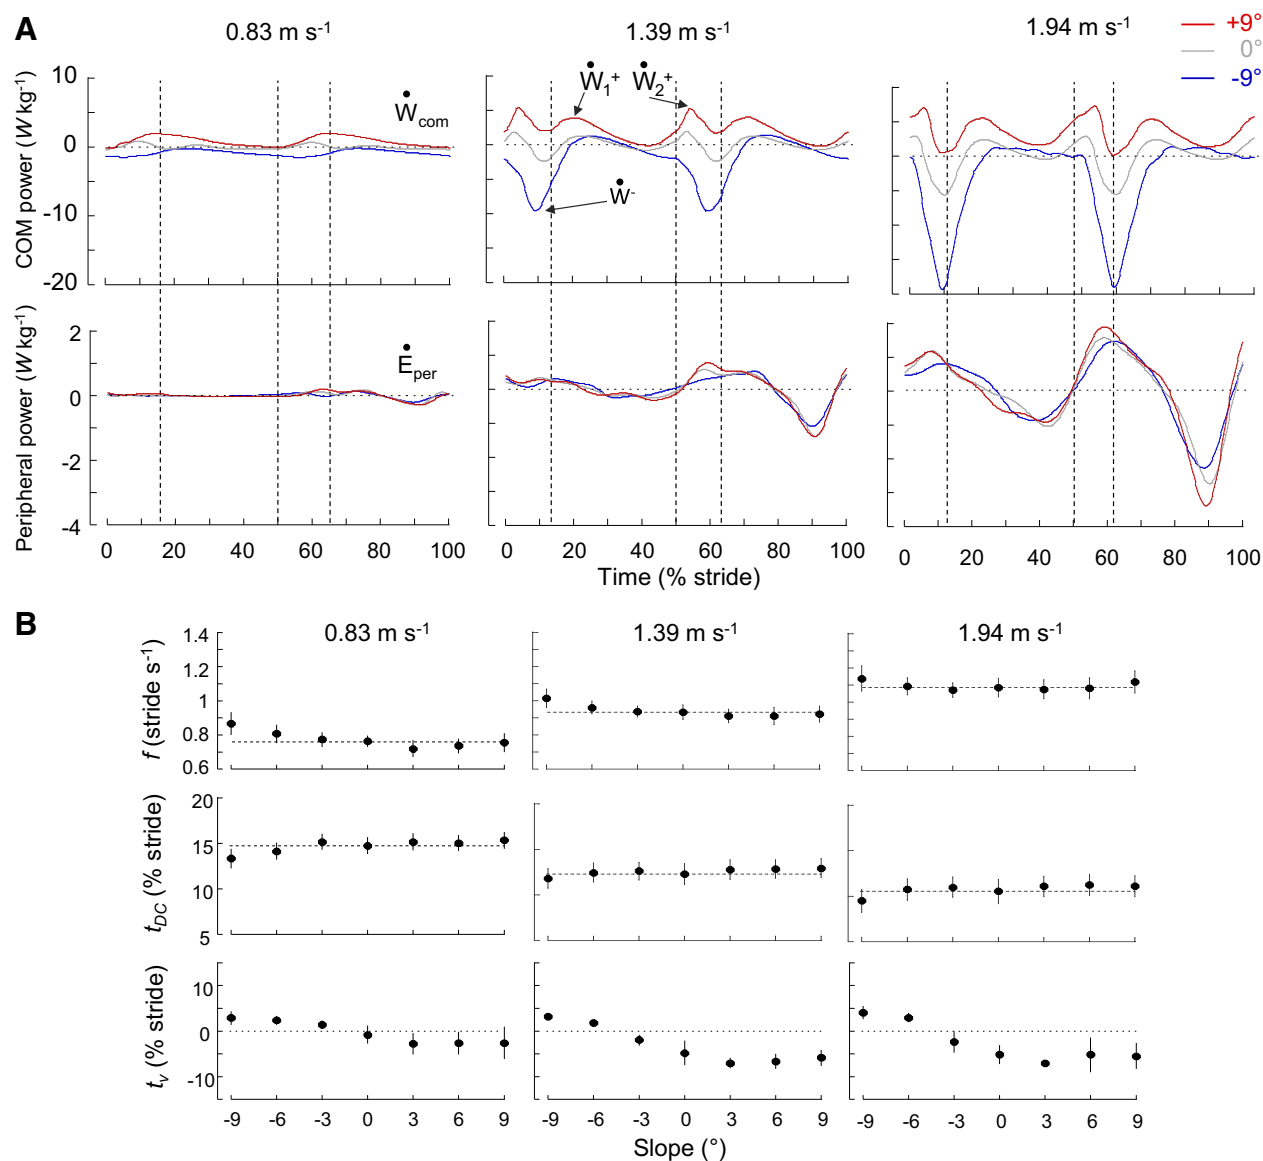 A
0.83 m s⁻¹ 1.39 m s⁻¹ 1.94 m s⁻¹
+9°
0°
-9°
COM power (W kg⁻¹)
10
0
-10
-20
Ẇcom
Ẇ₁⁺ Ẇ₂⁺
Ẇ⁻
Peripheral power (W kg⁻¹)
2
0
-2
-4
Ėper
0 20 40 60 80 100 0 20 40 60 80 100 0 20 40 60 80 100
Time (% stride)
B
0.83 m s⁻¹ 1.39 m s⁻¹ 1.94 m s⁻¹
f (stride s⁻¹)
1.4
1.2
1
0.8
0.6
tDC (% stride)
20
15
10
5
tv (% stride)
10
0
-10
-9 -6 -3 0 3 6 9 -9 -6 -3 0 3 6 9 -9 -6 -3 0 3 6 9
Slope (°)